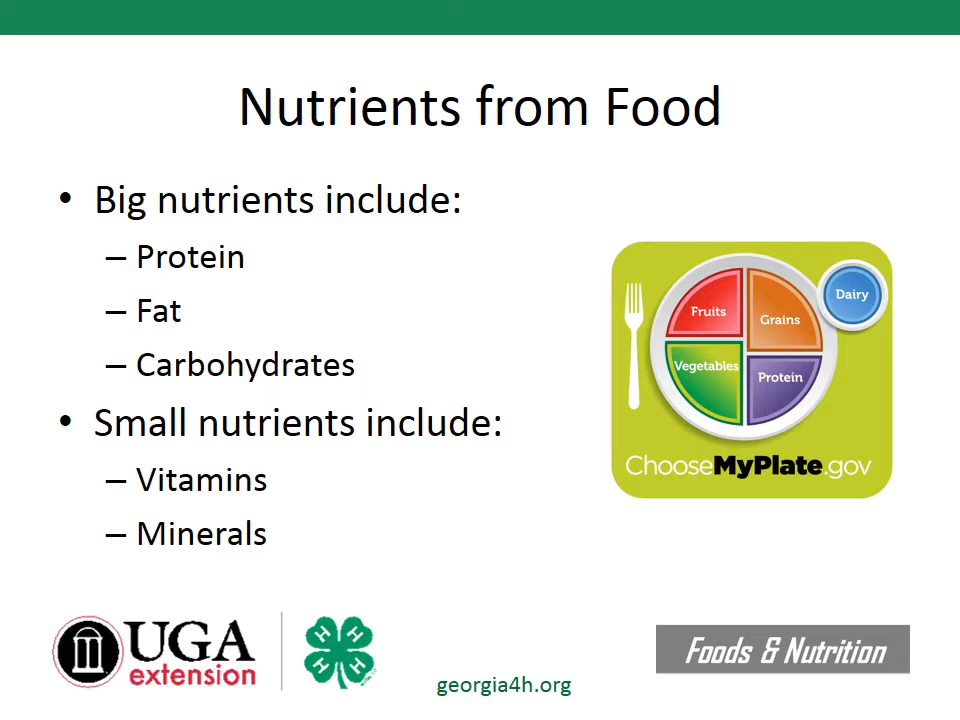 Nutrients from Food
• Big nutrients include:
– Protein
– Fat
– Carbohydrates
• Small nutrients include:
– Vitamins
– Minerals
Fruits
Grains
Dairy
Vegetables
Protein
ChooseMyPlate.gov
UGA
extension
H H
H H
georgia4h.org
Foods & Nutrition